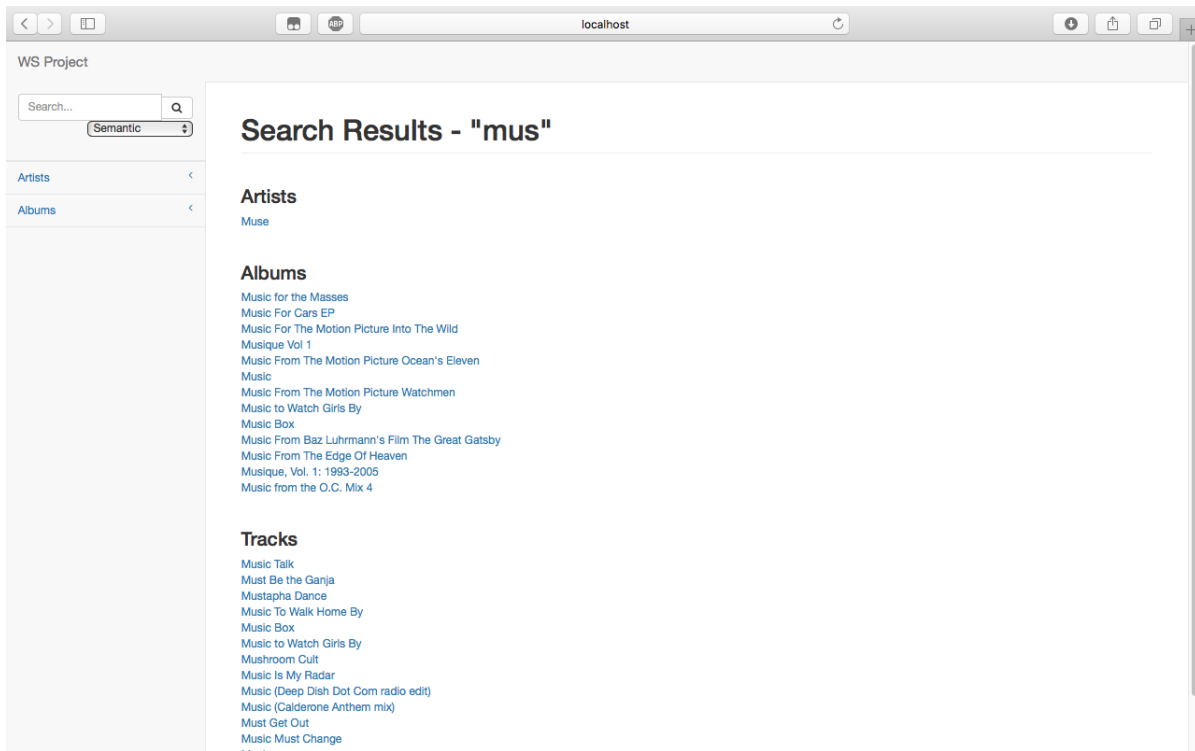 localhost
ABP
WS Project
Search...
Semantic
Artists
Albums
Search Results - "mus"
Artists
Muse
Albums
Music for the Masses
Music For Cars EP
Music For The Motion Picture Into The Wild
Musique Vol 1
Music From The Motion Picture Ocean's Eleven
Music
Music From The Motion Picture Watchmen
Music to Watch Girls By
Music Box
Music From Baz Luhrmann's Film The Great Gatsby
Music From The Edge Of Heaven
Musique, Vol. 1: 1993-2005
Music from the O.C. Mix 4
Tracks
Music Talk
Must Be the Ganja
Mustapha Dance
Music To Walk Home By
Music Box
Music to Watch Girls By
Mushroom Cult
Music Is My Radar
Music (Deep Dish Dot Com radio edit)
Music (Calderone Anthem mix)
Must Get Out
Music Must Change